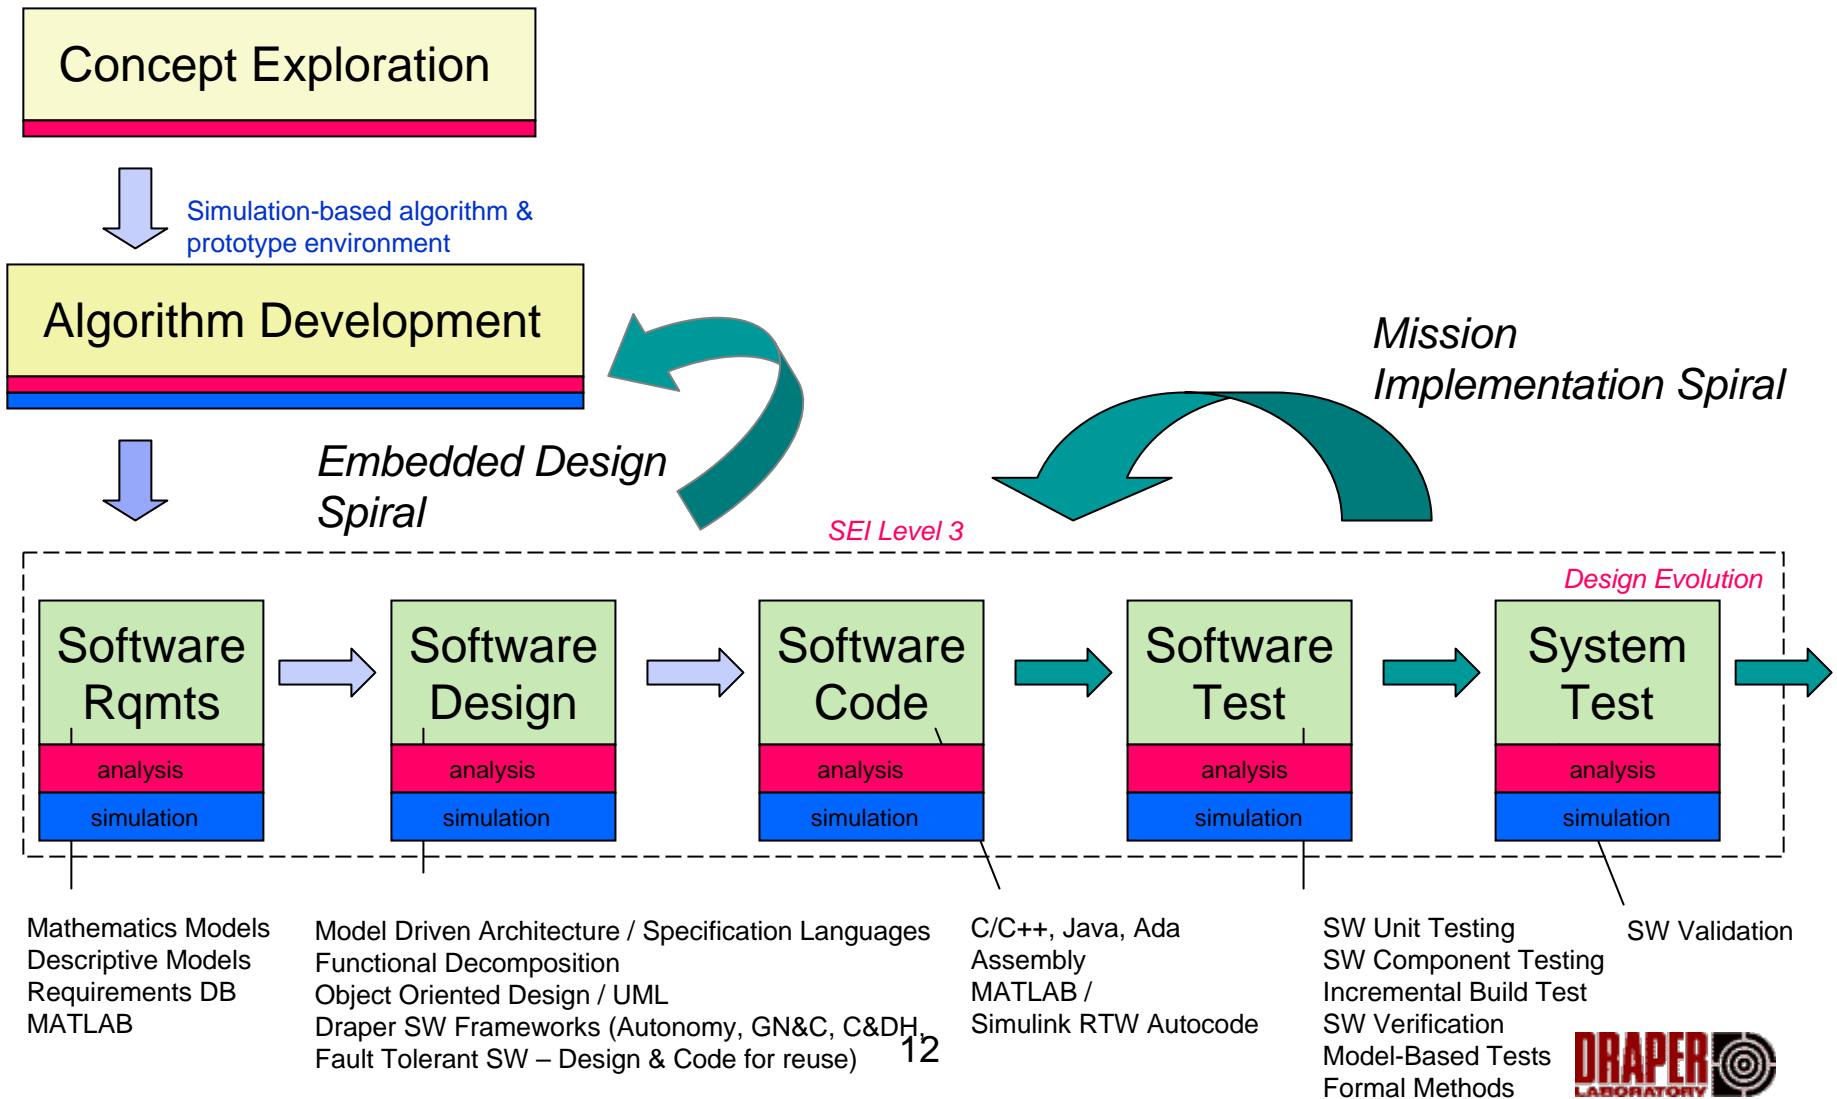 Concept Exploration
Simulation-based algorithm &
prototype environment
Algorithm Development
Embedded Design
Spiral
Mission
Implementation Spiral
SEI Level 3
Design Evolution
Software
Rqmts
analysis
simulation
Software
Design
analysis
simulation
Software
Code
analysis
simulation
Software
Test
analysis
simulation
System
Test
analysis
simulation
Mathematics Models
Descriptive Models
Requirements DB
MATLAB
Model Driven Architecture / Specification Languages
Functional Decomposition
Object Oriented Design / UML
Draper SW Frameworks (Autonomy, GN&C, C&DH,
Fault Tolerant SW – Design & Code for reuse)
C/C++, Java, Ada
Assembly
MATLAB /
Simulink RTW Autocode
SW Unit Testing
SW Component Testing
Incremental Build Test
SW Verification
Model-Based Tests
Formal Methods
SW Validation
12
DRAPER
LABORATORY